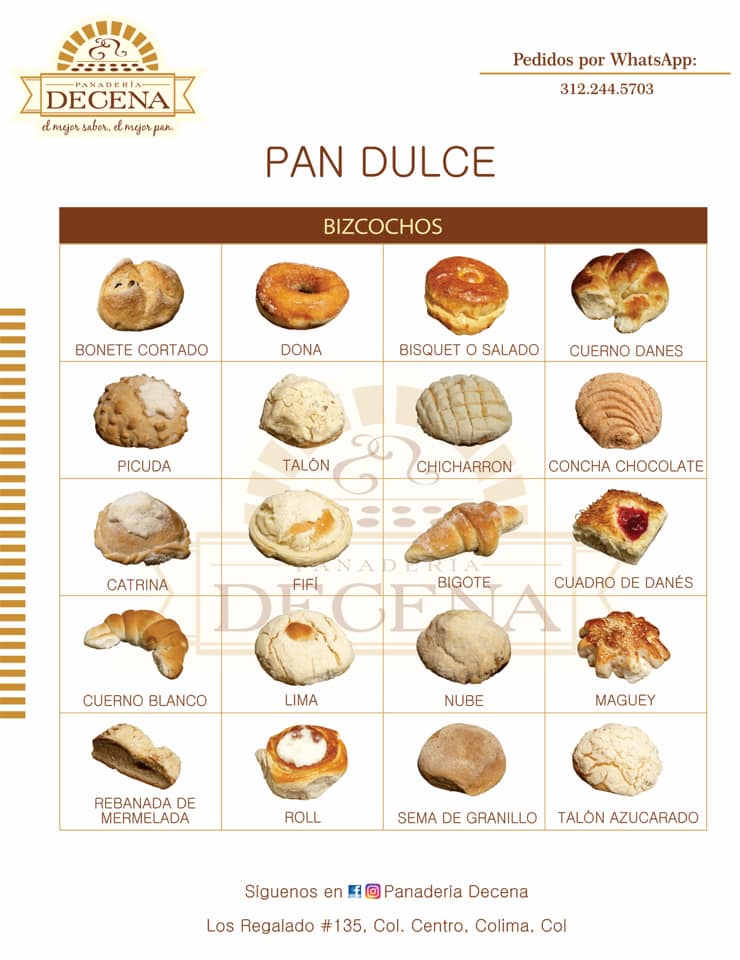 PANADERÍA
DECENA
el mejor sabor, el mejor pan.
Pedidos por WhatsApp:
312.244.5703
PAN DULCE
BIZCOCHOS
BONETE CORTADO
DONA
BISQUET O SALADO
CUERNO DANES
PICUDA
TALÓN
CHICHARRON
CONCHA CHOCOLATE
CATRINA
FIFÍ
BIGOTE
CUADRO DE DANÉS
PANADERÍA
DECENA
CUERNO BLANCO
LIMA
NUBE
MAGUEY
REBANADA DE
MERMELADA
ROLL
SEMA DE GRANILLO
TALÓN AZUCARADO
Síguenos en Panadería Decena
Los Regalado #135, Col. Centro, Colima, Col